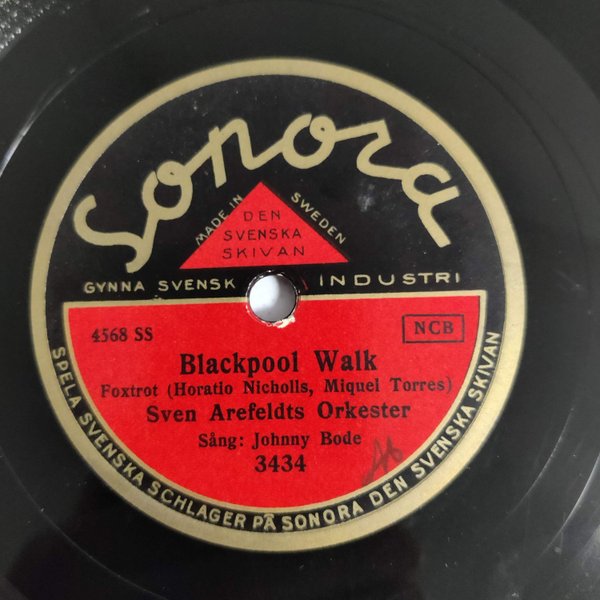 Sonora
MADE IN SWEDEN
DEN
SVENSKA
SKIVAN
GYNNA SVENSK INDUSTRI
4568 SS
NCB
Blackpool Walk
Foxtrot (Horatio Nicholls, Miquel Torres)
Sven Arefeldts Orkester
Sång: Johnny Bode
3434
SPELA SVENSKA SCHLAGER PÅ SONORA DEN SVENSKA SKIVAN